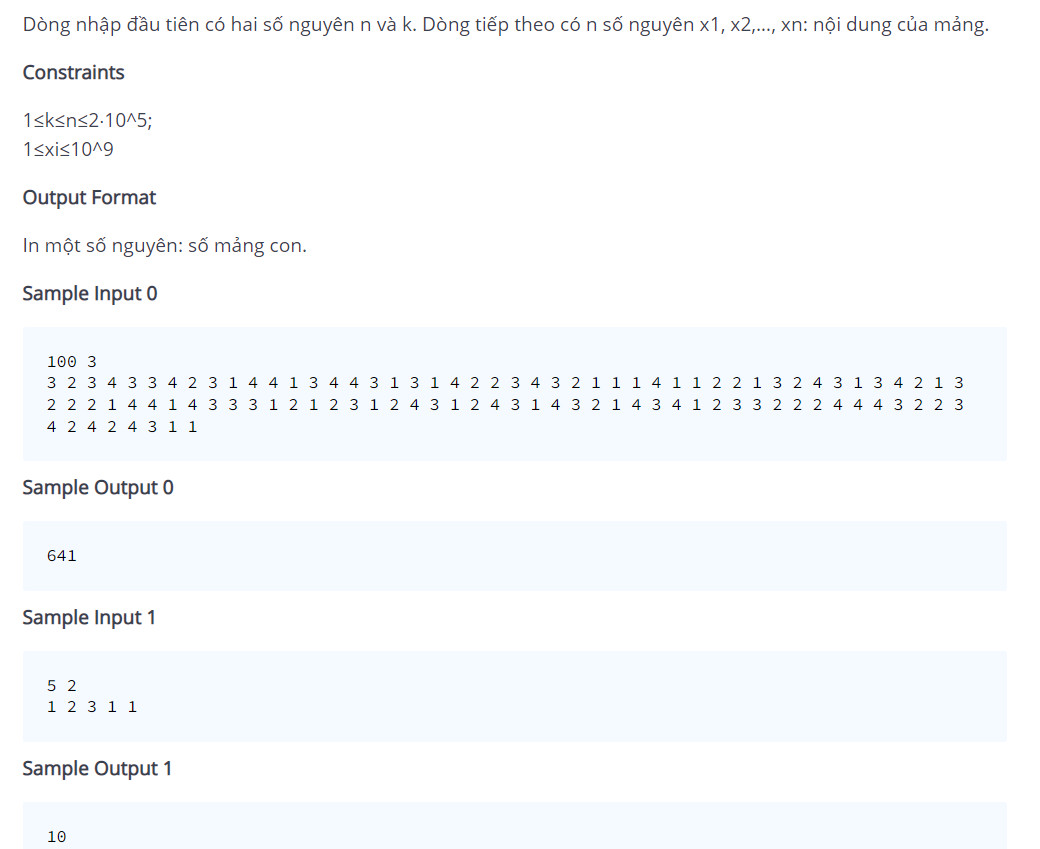 Dòng nhập đầu tiên có hai số nguyên n và k. Dòng tiếp theo có n số nguyên x1, x2,..., xn: nội dung của mảng.
Constraints
1≤k≤n≤2⋅10^5;
1≤xi≤10^9
Output Format
In một số nguyên: số mảng con.
Sample Input 0
100 3
3 2 3 4 3 3 4 2 3 1 4 4 1 3 4 4 3 1 3 1 4 2 2 3 4 3 2 1 1 1 4 1 1 2 2 1 3 2 4 3 1 3 4 2 1 3
2 2 2 1 4 4 1 4 3 3 3 1 2 1 2 3 1 2 4 3 1 2 4 3 1 4 3 2 1 4 3 4 1 2 3 3 2 2 2 4 4 4 3 2 2 3
4 2 4 2 4 3 1 1
Sample Output 0
641
Sample Input 1
5 2
1 2 3 1 1
Sample Output 1
10